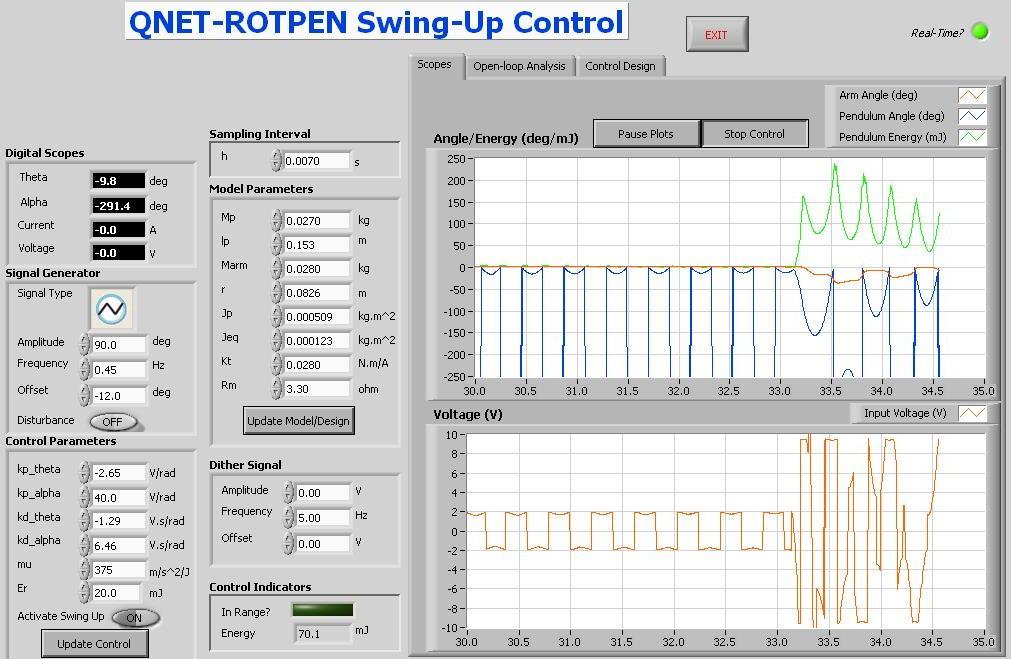 QNET-ROTPEN Swing-Up Control
EXIT
Real-Time?
Scopes
Open-loop Analysis
Control Design
Digital Scopes
Theta -9.8 deg
Alpha -291.4 deg
Current -0.0 A
Voltage -0.0 V
Signal Generator
Signal Type
Amplitude 90.0 deg
Frequency 0.45 Hz
Offset -12.0 deg
Disturbance OFF
Control Parameters
kp_theta -2.65 V/rad
kp_alpha 40.0 V/rad
kd_theta -1.29 V.s/rad
kd_alpha 6.46 V.s/rad
mu 375 m/s^2/J
Er 20.0 mJ
Activate Swing Up ON
Update Control
Sampling Interval
h 0.0070 s
Model Parameters
Mp 0.0270 kg
lp 0.153 m
Marm 0.0280 kg
r 0.0826 m
Jp 0.000509 kg.m^2
Jeq 0.000123 kg.m^2
Kt 0.0280 N.m/A
Rm 3.30 ohm
Update Model/Design
Dither Signal
Amplitude 0.00 V
Frequency 5.00 Hz
Offset 0.00 V
Control Indicators
In Range?
Energy 70.1 mJ
Arm Angle (deg)
Pendulum Angle (deg)
Pendulum Energy (mJ)
Angle/Energy (deg/mJ)
Pause Plots
Stop Control
250
200
150
100
50
0
-50
-100
-150
-200
-250
30.0 30.5 31.0 31.5 32.0 32.5 33.0 33.5 34.0 34.5 35.0
Voltage (V)
Input Voltage (V)
10
8
6
4
2
0
-2
-4
-6
-8
-10
30.0 30.5 31.0 31.5 32.0 32.5 33.0 33.5 34.0 34.5 35.0